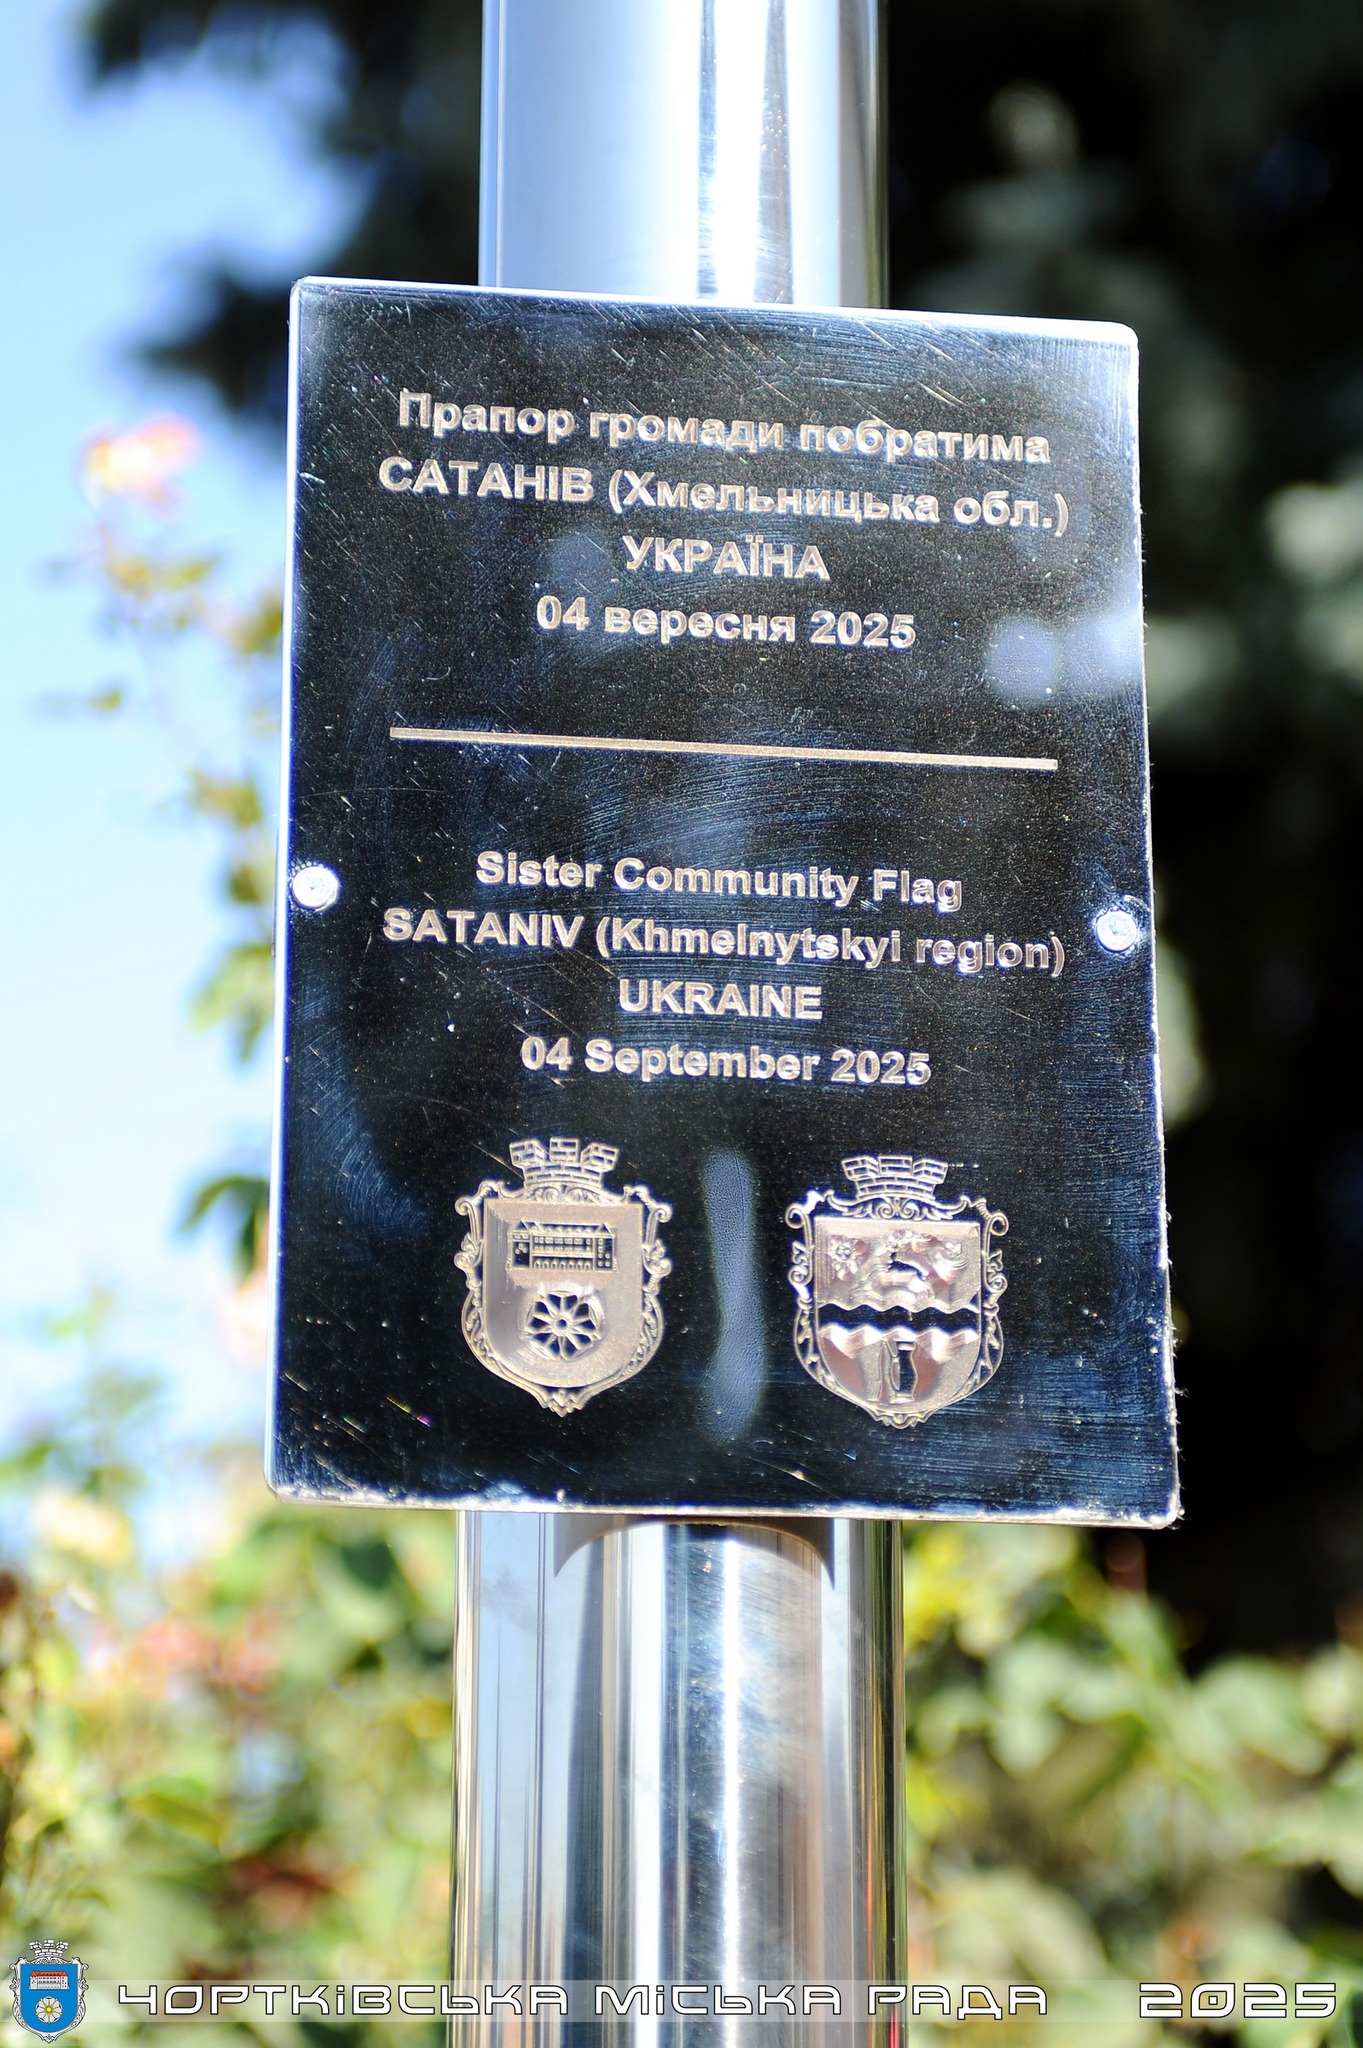 Прапор громади побратима
САТАНІВ (Хмельницька обл.)
УКРАЇНА
04 вересня 2025
Sister Community Flag
SATANIV (Khmelnytskyi region)
UKRAINE
04 September 2025
ЧОРТКІВСЬКА МІСЬКА РАДА 2025